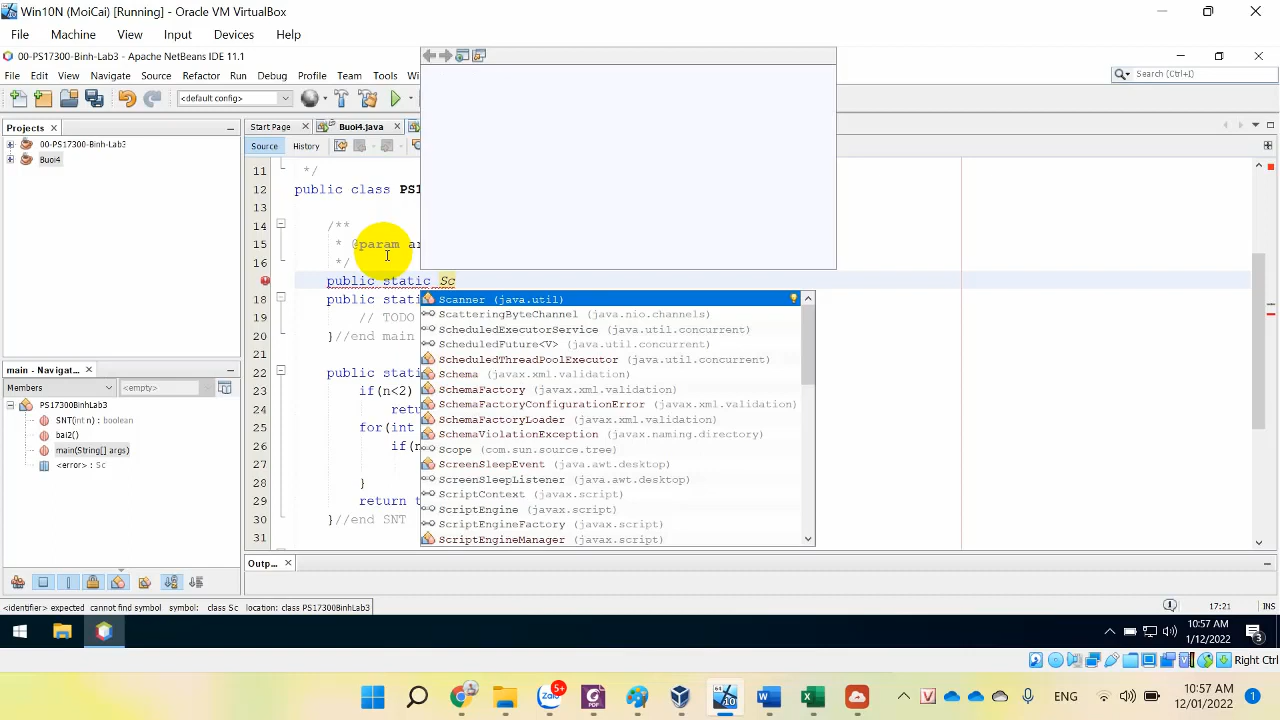 Win10N (MoiCai) [Running] - Oracle VM VirtualBox
File Machine View Input Devices Help
00-PS17300-Binh-Lab3 - Apache NetBeans IDE 11.1
File Edit View Navigate Source Refactor Run Debug Profile Team Tools Wi
Search (Ctrl+I)
<default config>
Projects
Start Page
Buoi4.java
00-PS17300-Binh-Lab3
Buoi4
Source History
11 */
12 public class PS1
13
14 /**
15 * @param ar
16 */
public static Sc
18 public stati
19 // TODO
20 }//end main
21
22 public stati
23 if(n<2)
24 retu
25 for(int
26 if(n
27
28 }
29 return t
30 }//end SNT
31
Scanner (java.util)
ScatteringByteChannel (java.nio.channels)
ScheduledExecutorService (java.util.concurrent)
ScheduledFuture<V> (java.util.concurrent)
ScheduledThreadPoolExecutor (java.util.concurrent)
Schema (javax.xml.validation)
SchemaFactory (javax.xml.validation)
SchemaFactoryConfigurationError (javax.xml.validation)
SchemaFactoryLoader (javax.xml.validation)
SchemaViolationException (javax.naming.directory)
Scope (com.sun.source.tree)
ScreenSleepEvent (java.awt.desktop)
ScreenSleepListener (java.awt.desktop)
ScriptContext (javax.script)
ScriptEngine (javax.script)
ScriptEngineFactory (javax.script)
ScriptEngineManager (javax.script)
main - Navigat...
Members <empty>
PS17300BinhLab3
SNT(int n) : boolean
bai2()
main(String[] args)
<error> : Sc
Outp...
<identifier> expected cannot find symbol symbol: class Sc location: class PS17300BinhLab3
17:21 INS
10:57 AM
1/12/2022
3
Right Ctrl
5+
PDF
10
ENG
10:57 AM
12/01/2022
1